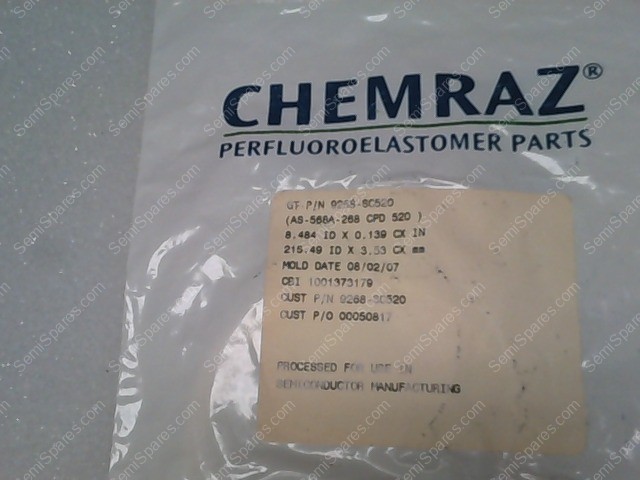 CHEMRAZ®
PERFLUOROELASTOMER PARTS
GT P/N 9268-SC520
(AS-568A-268 CPD 520 )
8.484 ID X 0.139 CX IN
215.49 ID X 3.53 CX mm
MOLD DATE 08/02/07
CBI 1001373179
CUST P/N 9268-SC520
CUST P/O 00050817
PROCESSED FOR USE IN
SEMICONDUCTOR MANUFACTURING
SemiSpares.com